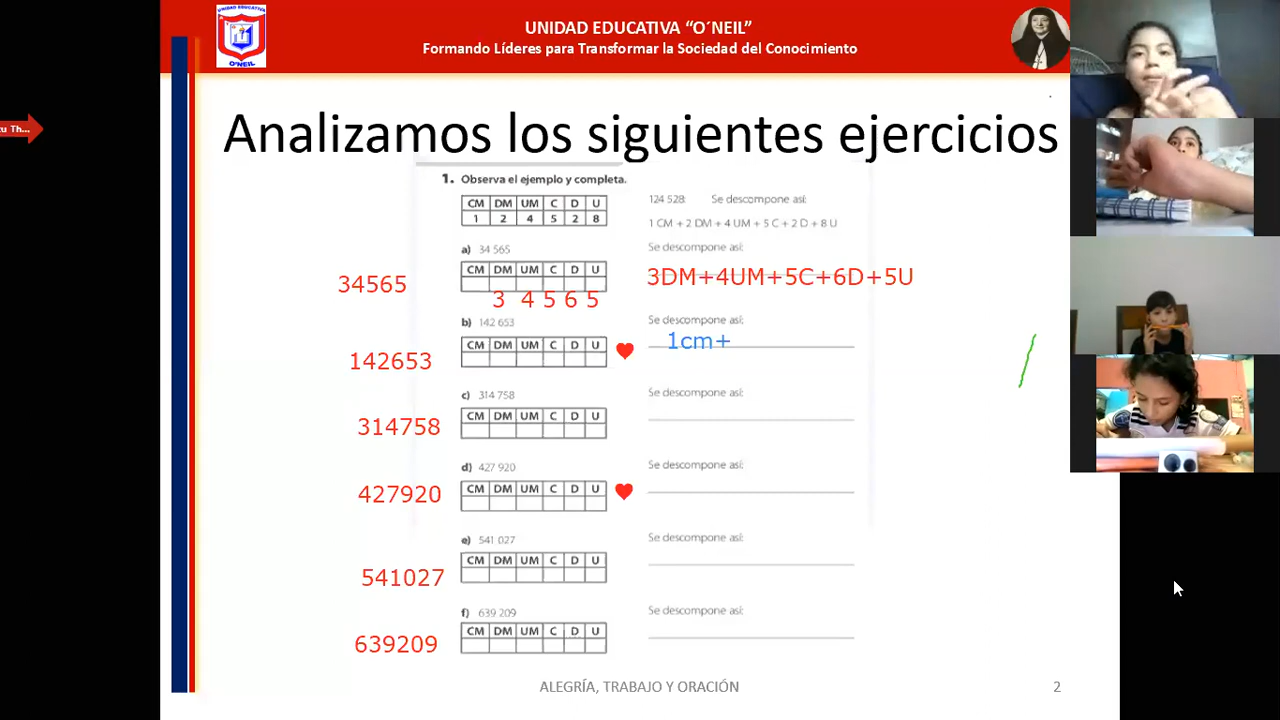 UNIDAD EDUCATIVA “O´NEIL”
Formando Líderes para Transformar la Sociedad del Conocimiento
UNIDAD EDUCATIVA
O'NEIL
Th...
Analizamos los siguientes ejercicios
1. Observa el ejemplo y completa.
CM DM UM C D U
1 2 4 5 2 8
124 528: Se descompone así:
1 CM + 2 DM + 4 UM + 5 C + 2 D + 8 U
a) 34 565
Se descompone así:
34565
CM DM UM C D U
3 4 5 6 5
3DM+4UM+5C+6D+5U
b) 142 653
Se descompone así:
142653
CM DM UM C D U
1cm+
c) 314 758
Se descompone así:
314758
CM DM UM C D U
d) 427 920
Se descompone así:
427920
CM DM UM C D U
e) 541 027
Se descompone así:
541027
CM DM UM C D U
f) 639 209
Se descompone así:
639209
CM DM UM C D U
ALEGRÍA, TRABAJO Y ORACIÓN
2